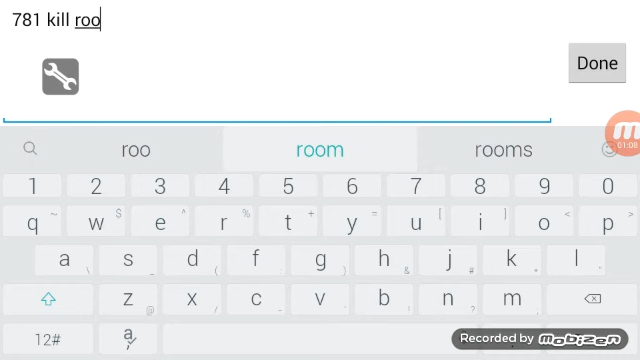 781 kill roo
Done
01:08
roo room rooms
1 2 3 4 5 6 7 8 9 0
q ~ w $ e ^ r % t + y = u [ i ] o < p >
a \ s _ d ( f g ) h & j # k * l "
z @ x / c - v b ! n ? m ,
12# a ,
Recorded by mobizen